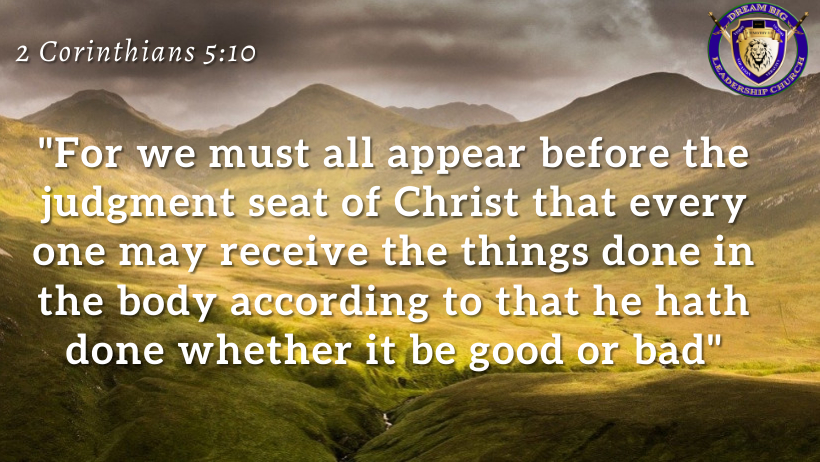 2 Corinthians 5:10
DREAM BIG
LEADERSHIP CHURCH
"For we must all appear before the
judgment seat of Christ that every
one may receive the things done in
the body according to that he hath
done whether it be good or bad"